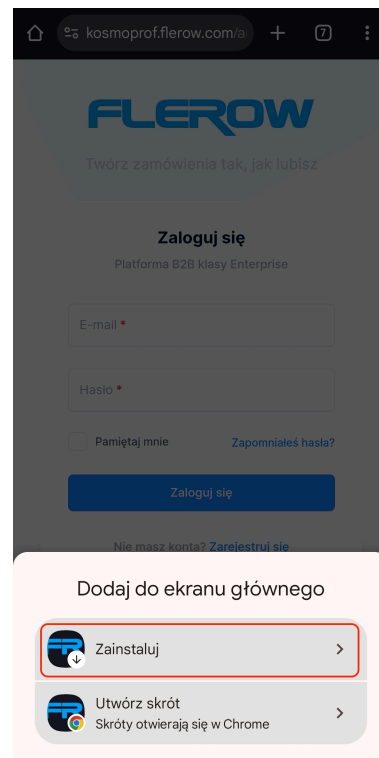 kosmoprof.flerow.com/a
7
FLEROW
Twórz zamówienia tak, jak lubisz
Zaloguj się
Platforma B2B klasy Enterprise
E-mail *
Hasło *
Pamiętaj mnie
Zapomniałeś hasła?
Zaloguj się
Nie masz konta? Zarejestruj się
Dodaj do ekranu głównego
Zainstaluj
Utwórz skrót
Skróty otwierają się w Chrome